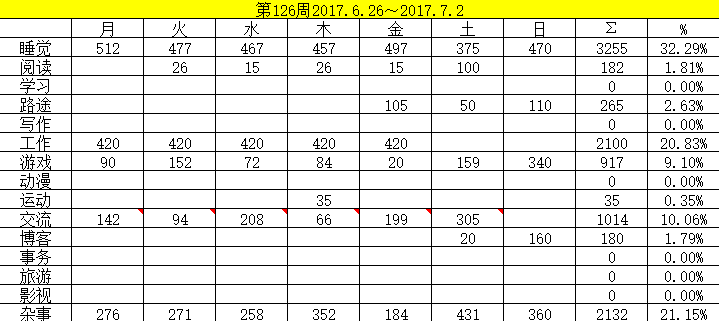 第126周2017.6.26～2017.7.2
月 火 水 木 金 土 日 Σ %
睡觉 512 477 467 457 497 375 470 3255 32.29%
阅读 26 15 26 15 100 182 1.81%
学习 0 0.00%
路途 105 50 110 265 2.63%
写作 0 0.00%
工作 420 420 420 420 420 2100 20.83%
游戏 90 152 72 84 20 159 340 917 9.10%
动漫 0 0.00%
运动 35 35 0.35%
交流 142 94 208 66 199 305 1014 10.06%
博客 20 160 180 1.79%
事务 0 0.00%
旅游 0 0.00%
影视 0 0.00%
杂事 276 271 258 352 184 431 360 2132 21.15%